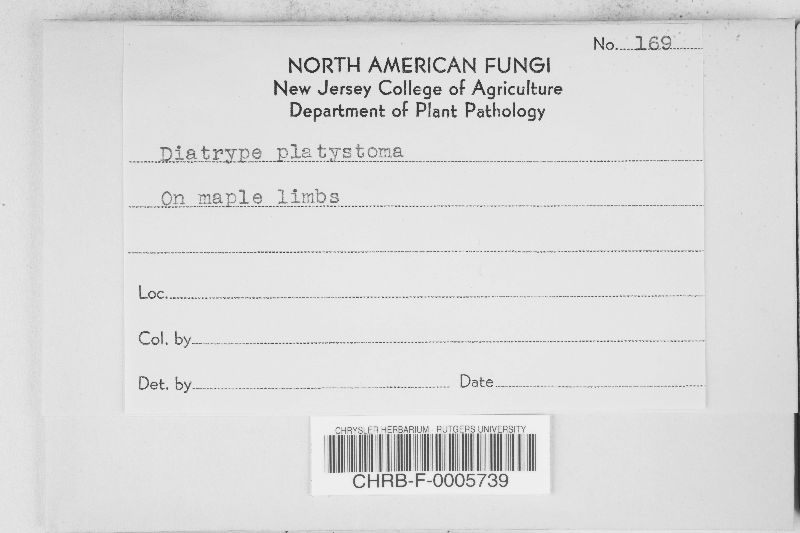 No. 169
NORTH AMERICAN FUNGI
New Jersey College of Agriculture
Department of Plant Pathology
Diatrype platystoma
On maple limbs
Loc.
Col. by
Det. by Date
CHRYSLER HERBARIUM - RUTGERS UNIVERSITY
CHRB-F-0005739